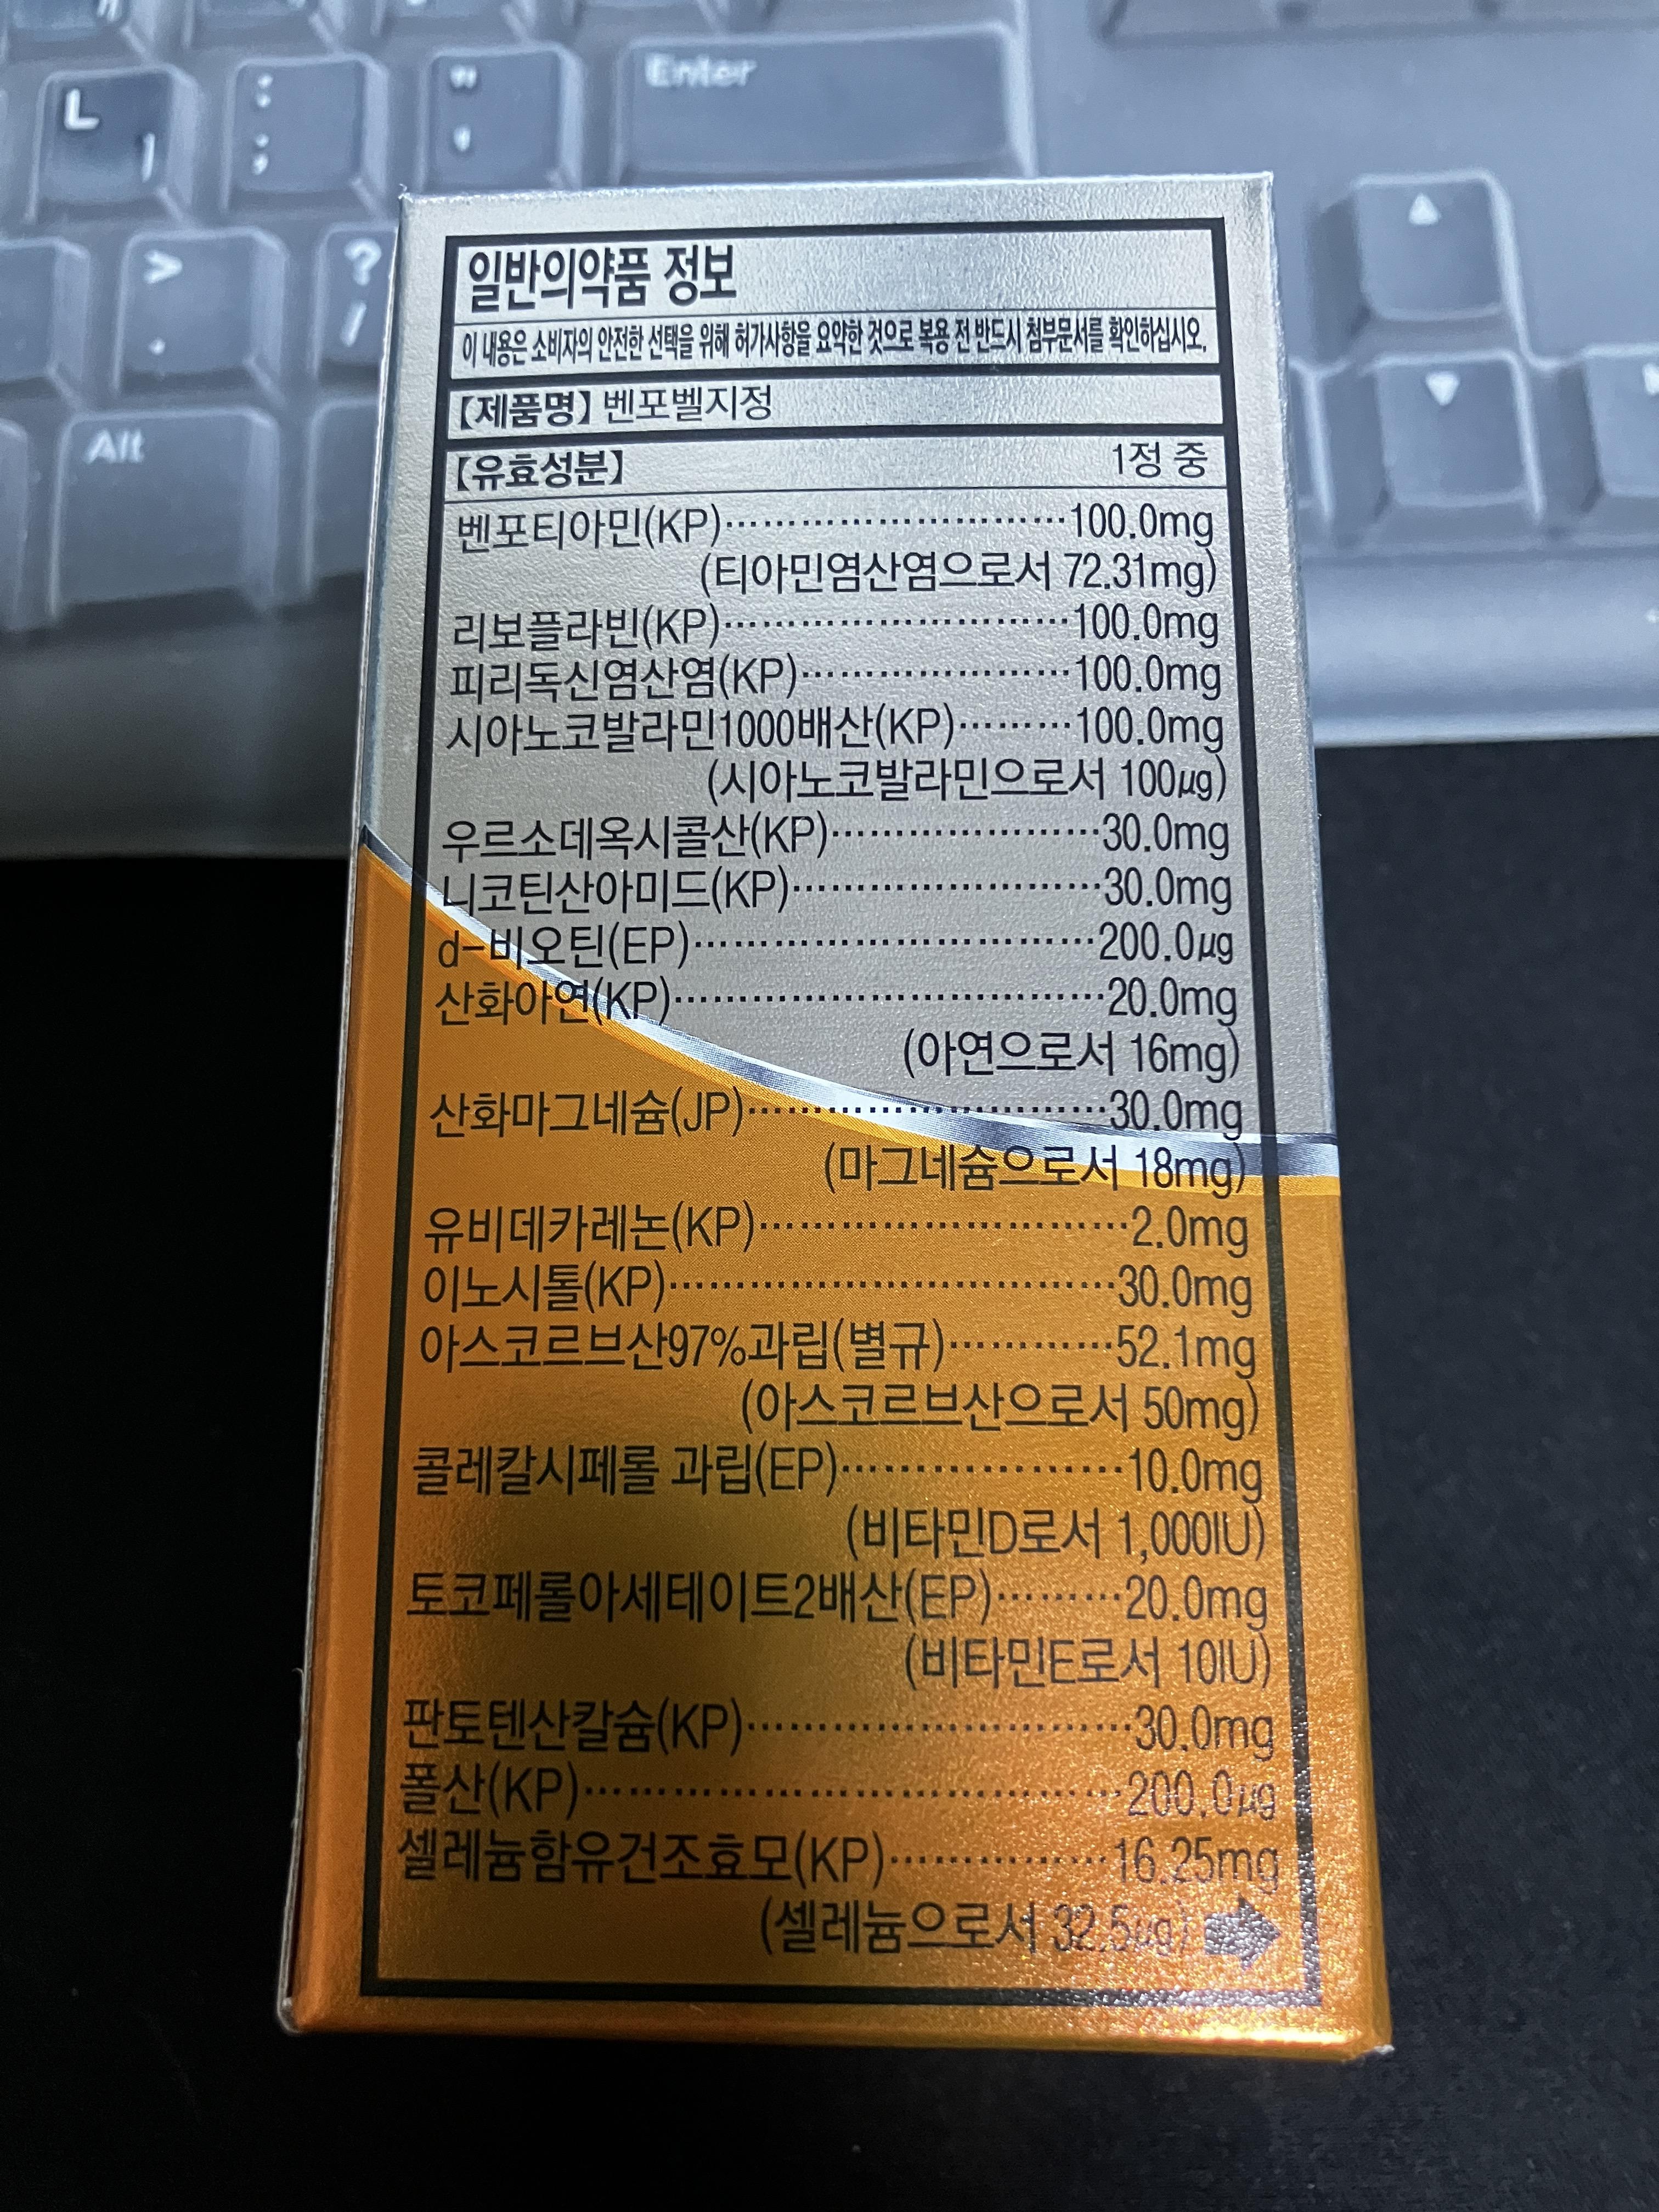 L
ㅣ
:
;
"
'
Enter
>
.
?
/
Alt
▲
▼
일반의약품 정보
이 내용은 소비자의 안전한 선택을 위해 허가사항을 요약한 것으로 복용 전 반드시 첨부문서를 확인하십시오.
【제품명】 벤포벨지정
【유효성분】 1정 중
벤포티아민(KP)⋯⋯⋯⋯⋯⋯⋯⋯⋯100.0mg
(티아민염산염으로서 72.31mg)
리보플라빈(KP)⋯⋯⋯⋯⋯⋯⋯⋯⋯100.0mg
피리독신염산염(KP)⋯⋯⋯⋯⋯⋯⋯100.0mg
시아노코발라민1000배산(KP)⋯⋯⋯100.0mg
(시아노코발라민으로서 100μg)
우르소데옥시콜산(KP)⋯⋯⋯⋯⋯⋯⋯30.0mg
니코틴산아미드(KP)⋯⋯⋯⋯⋯⋯⋯⋯30.0mg
d-비오틴(EP)⋯⋯⋯⋯⋯⋯⋯⋯⋯⋯200.0μg
산화아연(KP)⋯⋯⋯⋯⋯⋯⋯⋯⋯⋯⋯20.0mg
(아연으로서 16mg)
산화마그네슘(JP)⋯⋯⋯⋯⋯⋯⋯⋯⋯30.0mg
(마그네슘으로서 18mg)
유비데카레논(KP)⋯⋯⋯⋯⋯⋯⋯⋯⋯2.0mg
이노시톨(KP)⋯⋯⋯⋯⋯⋯⋯⋯⋯⋯⋯30.0mg
아스코르브산97%과립(별규)⋯⋯⋯⋯52.1mg
(아스코르브산으로서 50mg)
콜레칼시페롤 과립(EP)⋯⋯⋯⋯⋯⋯⋯10.0mg
(비타민D로서 1,000IU)
토코페롤아세테이트2배산(EP)⋯⋯⋯20.0mg
(비타민E로서 10IU)
판토텐산칼슘(KP)⋯⋯⋯⋯⋯⋯⋯⋯⋯30.0mg
폴산(KP)⋯⋯⋯⋯⋯⋯⋯⋯⋯⋯⋯⋯⋯200.0μg
셀레늄함유건조효모(KP)⋯⋯⋯⋯⋯16.25mg
(셀레늄으로서 32.5μg)